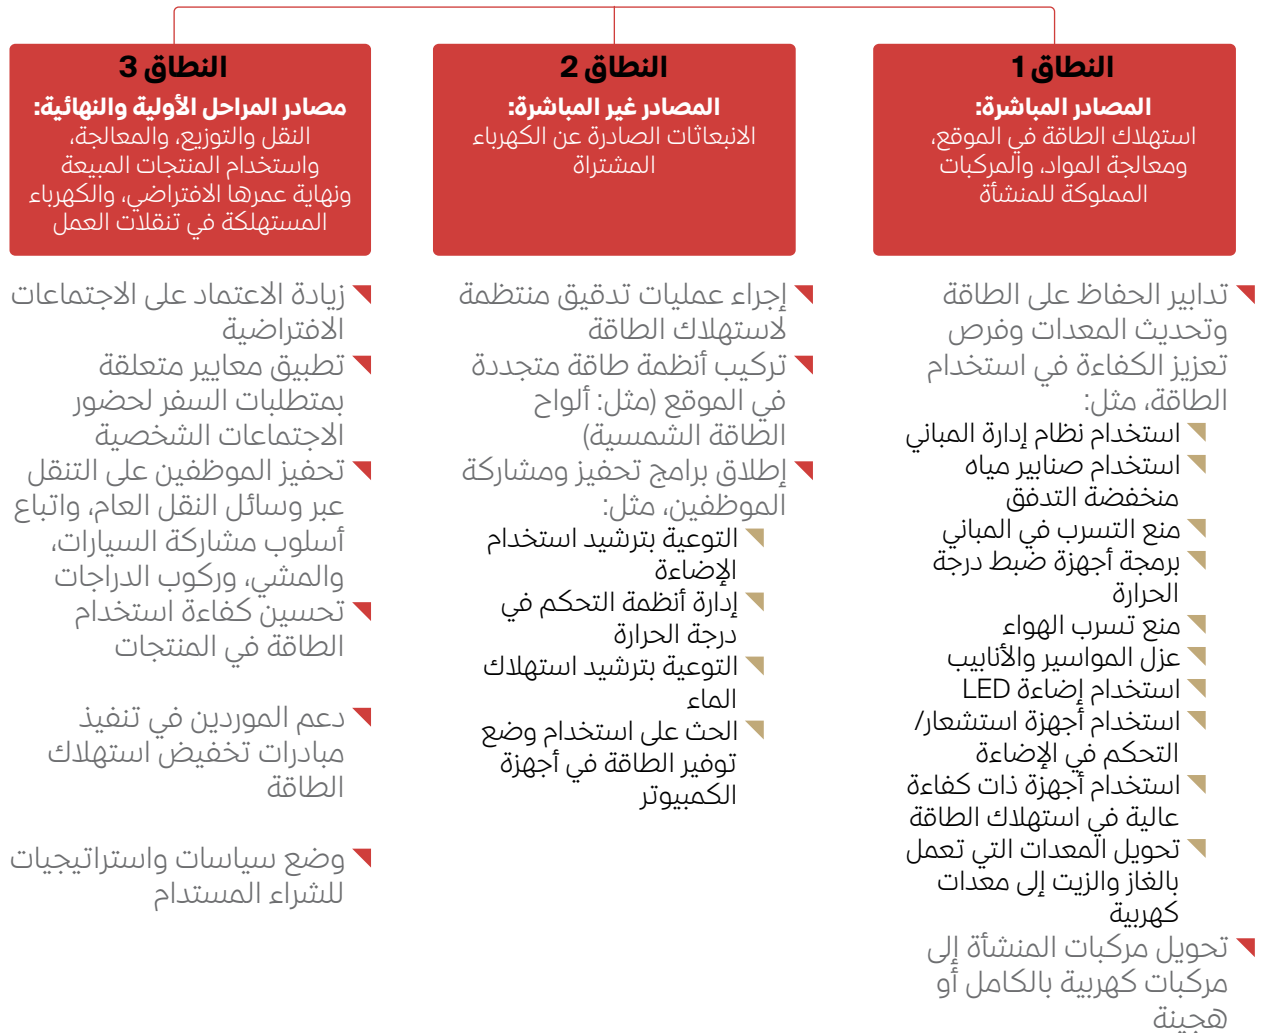 النطاق 1
المصادر المباشرة:
استهلاك الطاقة في الموقع،
ومعالجة المواد، والمركبات
المملوكة للمنشأة
تدابير الحفاظ على الطاقة
وتحديث المعدات وفرص
تعزيز الكفاءة في استخدام
الطاقة، مثل:
استخدام نظام إدارة المباني
استخدام صنابير مياه
منخفضة التدفق
منع التسرب في المباني
برمجة أجهزة ضبط درجة
الحرارة
منع تسرب الهواء
عزل المواسير والأنابيب
استخدام إضاءة LED
استخدام أجهزة استشعار/
التحكم في الإضاءة
استخدام أجهزة ذات كفاءة
عالية في استهلاك الطاقة
تحويل المعدات التي تعمل
بالغاز والزيت إلى معدات
كهربية
تحويل مركبات المنشأة إلى
مركبات كهربية بالكامل أو
هجينة
النطاق 2
المصادر غير المباشرة:
الانبعاثات الصادرة عن الكهرباء
المشتراة
إجراء عمليات تدقيق منتظمة
لاستهلاك الطاقة
تركيب أنظمة طاقة متجددة
في الموقع (مثل: ألواح
الطاقة الشمسية)
إطلاق برامج تحفيز ومشاركة
الموظفين، مثل:
التوعية بترشيد استخدام
الإضاءة
إدارة أنظمة التحكم في
درجة الحرارة
التوعية بترشيد استهلاك
الماء
الحث على استخدام وضع
توفير الطاقة في أجهزة
الكمبيوتر
النطاق 3
مصادر المراحل الأولية والنهائية:
النقل والتوزيع، والمعالجة،
واستخدام المنتجات المبيعة
ونهاية عمرها الافتراضي، والكهرباء
المستهلكة في تنقلات العمل
زيادة الاعتماد على الاجتماعات
الافتراضية
تطبيق معايير متعلقة
بمتطلبات السفر لحضور
الاجتماعات الشخصية
تحفيز الموظفين على التنقل
عبر وسائل النقل العام، واتباع
أسلوب مشاركة السيارات،
والمشي، وركوب الدراجات
تحسين كفاءة استخدام
الطاقة في المنتجات
دعم الموردين في تنفيذ
مبادرات تخفيض استهلاك
الطاقة
وضع سياسات واستراتيجيات
للشراء المستدام